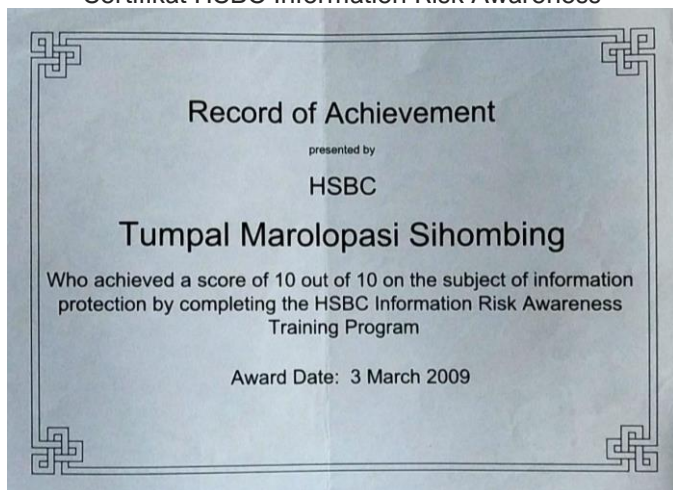 Sertifikat HSBC Information Risk Awareness
Record of Achievement
presented by
HSBC
Tumpal Marolopasi Sihombing
Who achieved a score of 10 out of 10 on the subject of information
protection by completing the HSBC Information Risk Awareness
Training Program
Award Date: 3 March 2009